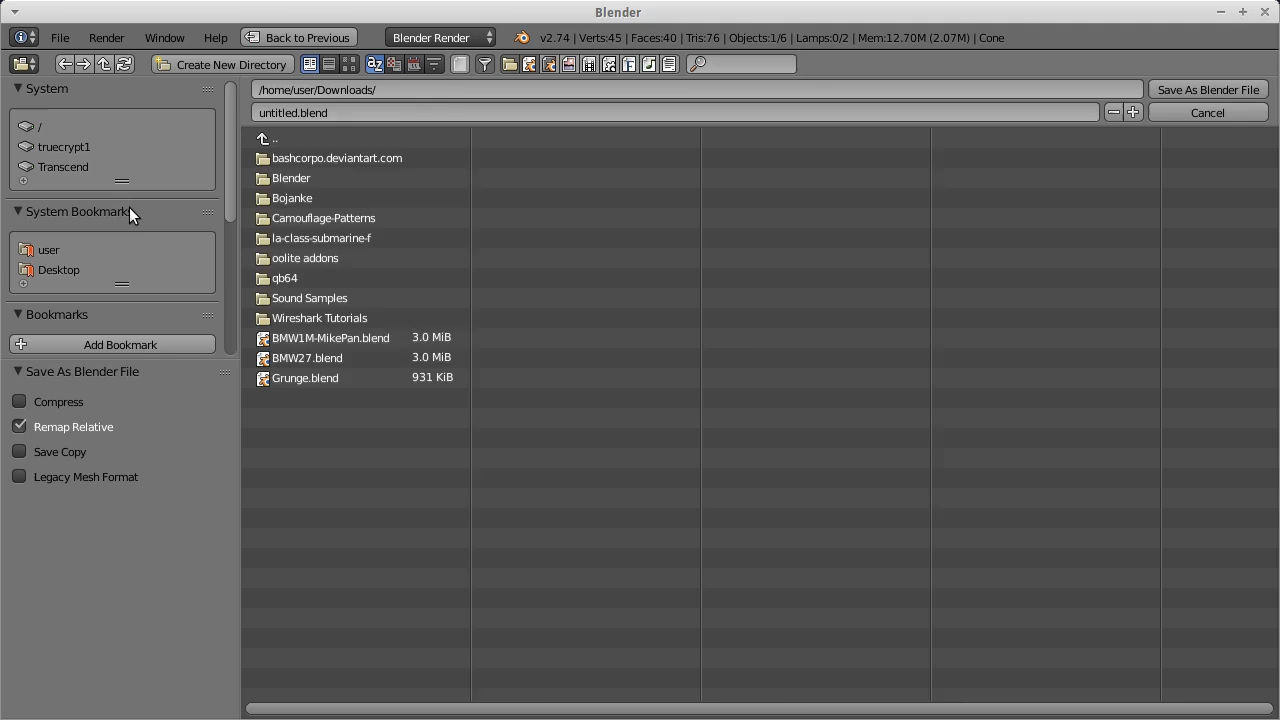 Blender
File Render Window Help Back to Previous Blender Render v2.74 | Verts:45 | Faces:40 | Tris:76 | Objects:1/6 | Lamps:0/2 | Mem:12.70M (2.07M) | Cone
Create New Directory
System
/
truecrypt1
Transcend
System Bookmarks
user
Desktop
Bookmarks
Add Bookmark
Save As Blender File
Compress
Remap Relative
Save Copy
Legacy Mesh Format
/home/user/Downloads/ Save As Blender File
untitled.blend Cancel
..
bashcorpo.deviantart.com
Blender
Bojanke
Camouflage-Patterns
la-class-submarine-f
oolite addons
qb64
Sound Samples
Wireshark Tutorials
BMW1M-MikePan.blend 3.0 MiB
BMW27.blend 3.0 MiB
Grunge.blend 931 KiB